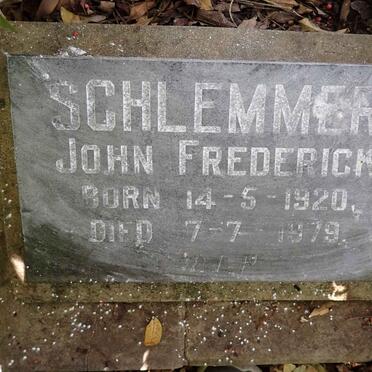 SCHLEMMER
JOHN FREDERICK
BORN 14-5-1920.
DIED 7-7-1979.
R.I.P.